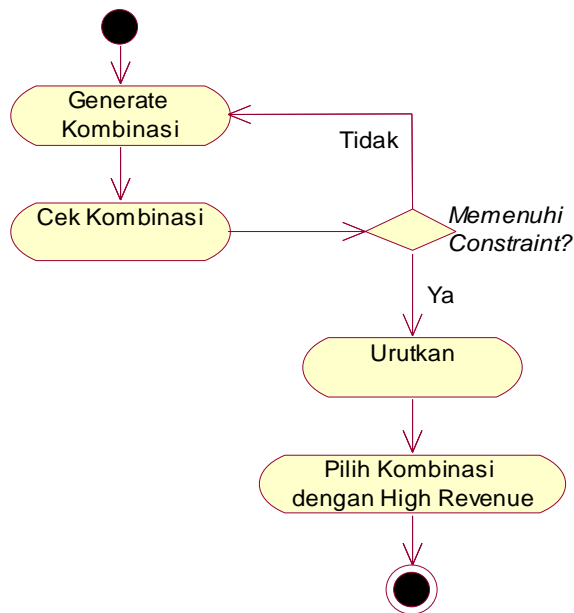 Generate
Kombinasi
Tidak
Cek Kombinasi
Memenuhi
Constraint?
Ya
Urutkan
Pilih Kombinasi
dengan High Revenue